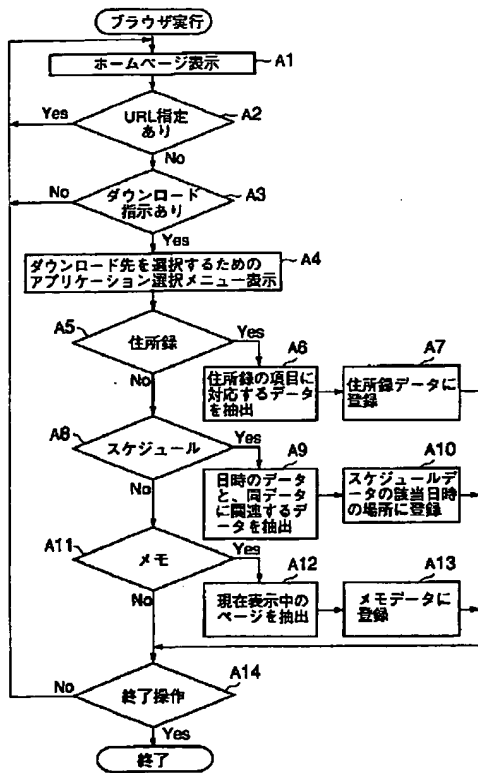 ブラウザ実行
ホームページ表示
A1
URL指定
あり
A2
Yes
No
ダウンロード
指示あり
A3
No
Yes
A4
ダウンロード先を選択するための
アプリケーション選択メニュー表示
A5
住所録
Yes
No
A6
住所録の項目に
対応するデータ
を抽出
A7
住所録データに
登録
A8
スケジュール
Yes
No
A9
日時のデータ
と、同データ
に関連するデー
タを抽出
A10
スケジュールデー
タの該当日時
の場所に登録
A11
メモ
Yes
No
A12
現在表示中の
ページを抽出
A13
メモデータに
登録
A14
終了操作
No
Yes
終了